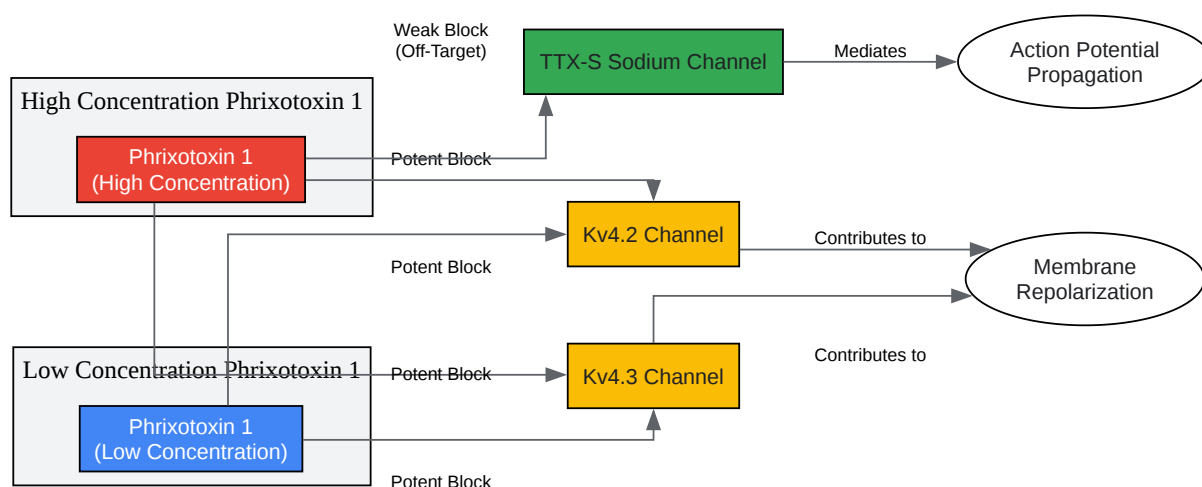 Weak Block
(Off-Target)
TTX-S Sodium Channel
Mediates
Action Potential
Propagation
High Concentration Phrixotoxin 1
Phrixotoxin 1
(High Concentration)
Potent Block
Kv4.2 Channel
Contributes to
Potent Block
Membrane
Repolarization
Low Concentration Phrixotoxin 1
Potent Block
Kv4.3 Channel
Contributes to
Phrixotoxin 1
(Low Concentration)
Potent Block